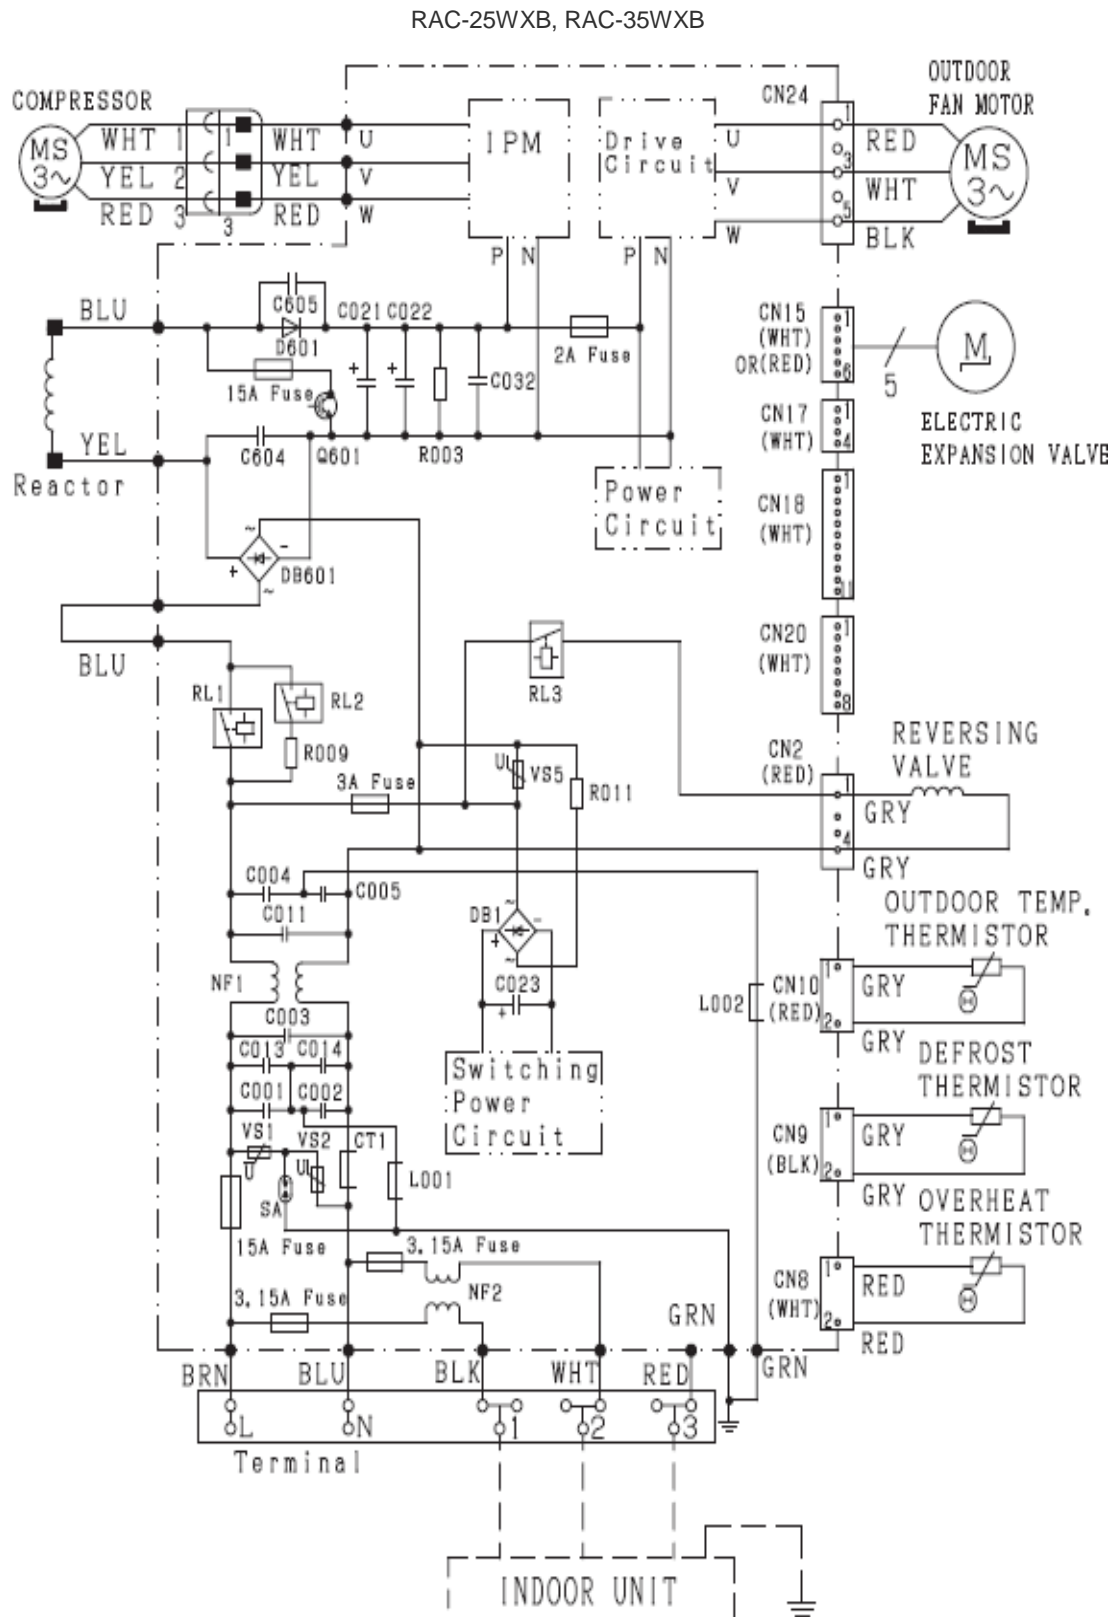 RAC-25WXB, RAC-35WXB
COMPRESSOR
MS
3~
WHT 1
YEL 2
RED 3
1
3
WHT
YEL
RED
U
V
W
IPM
P N
Drive
Circuit
P N
U
V
W
CN24
1
3
5
RED
WHT
BLK
OUTDOOR
FAN MOTOR
MS
3~
BLU
YEL
Reactor
C605
D601
15A Fuse
C604
Q601
C021
C022
+
+
R003
C032
2A Fuse
Power
Circuit
CN15
(WHT)
OR(RED)
1
6
5
M
ELECTRIC
EXPANSION VALVE
CN17
(WHT)
1
4
CN18
(WHT)
1
11
CN20
(WHT)
1
8
~
-
+
~
DB601
BLU
RL1
RL2
R009
RL3
3A Fuse
U
VS5
R011
CN2
(RED)
1
4
REVERSING
VALVE
GRY
GRY
C004
C005
C011
NF1
C003
C013
C014
C001
C002
VS1
U
VS2
U
CT1
SA
L001
15A Fuse
~
DB1
+
-
~
C023
+
Switching
Power
Circuit
L002
OUTDOOR TEMP.
THERMISTOR
CN10
(RED)
1
2
GRY
GRY
Θ
DEFROST
THERMISTOR
CN9
(BLK)
1
2
GRY
GRY
Θ
OVERHEAT
THERMISTOR
CN8
(WHT)
1
2
RED
RED
Θ
3.15A Fuse
3.15A Fuse
NF2
GRN
GRN
BRN
BLU
BLK
WHT
RED
L
N
1
2
3
Terminal
INDOOR UNIT